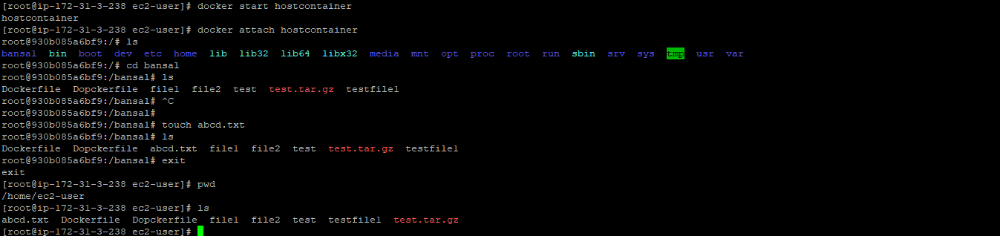 [root@ip-172-31-3-238 ec2-user]# docker start hostcontainer
hostcontainer
[root@ip-172-31-3-238 ec2-user]# docker attach hostcontainer
root@930b085a6bf9:/# ls
bansal  bin  boot  dev  etc  home  lib  lib32  lib64  libx32  media  mnt  opt  proc  root  run  sbin  srv  sys  tmp  usr  var
root@930b085a6bf9:/# cd bansal
root@930b085a6bf9:/bansal# ls
Dockerfile  Dopckerfile  file1  file2  test  test.tar.gz  testfile1
root@930b085a6bf9:/bansal# ^C
root@930b085a6bf9:/bansal#
root@930b085a6bf9:/bansal# touch abcd.txt
root@930b085a6bf9:/bansal# ls
Dockerfile  Dopckerfile  abcd.txt  file1  file2  test  test.tar.gz  testfile1
root@930b085a6bf9:/bansal# exit
exit
[root@ip-172-31-3-238 ec2-user]# pwd
/home/ec2-user
[root@ip-172-31-3-238 ec2-user]# ls
abcd.txt  Dockerfile  Dopckerfile  file1  file2  test  testfile1  test.tar.gz
[root@ip-172-31-3-238 ec2-user]#